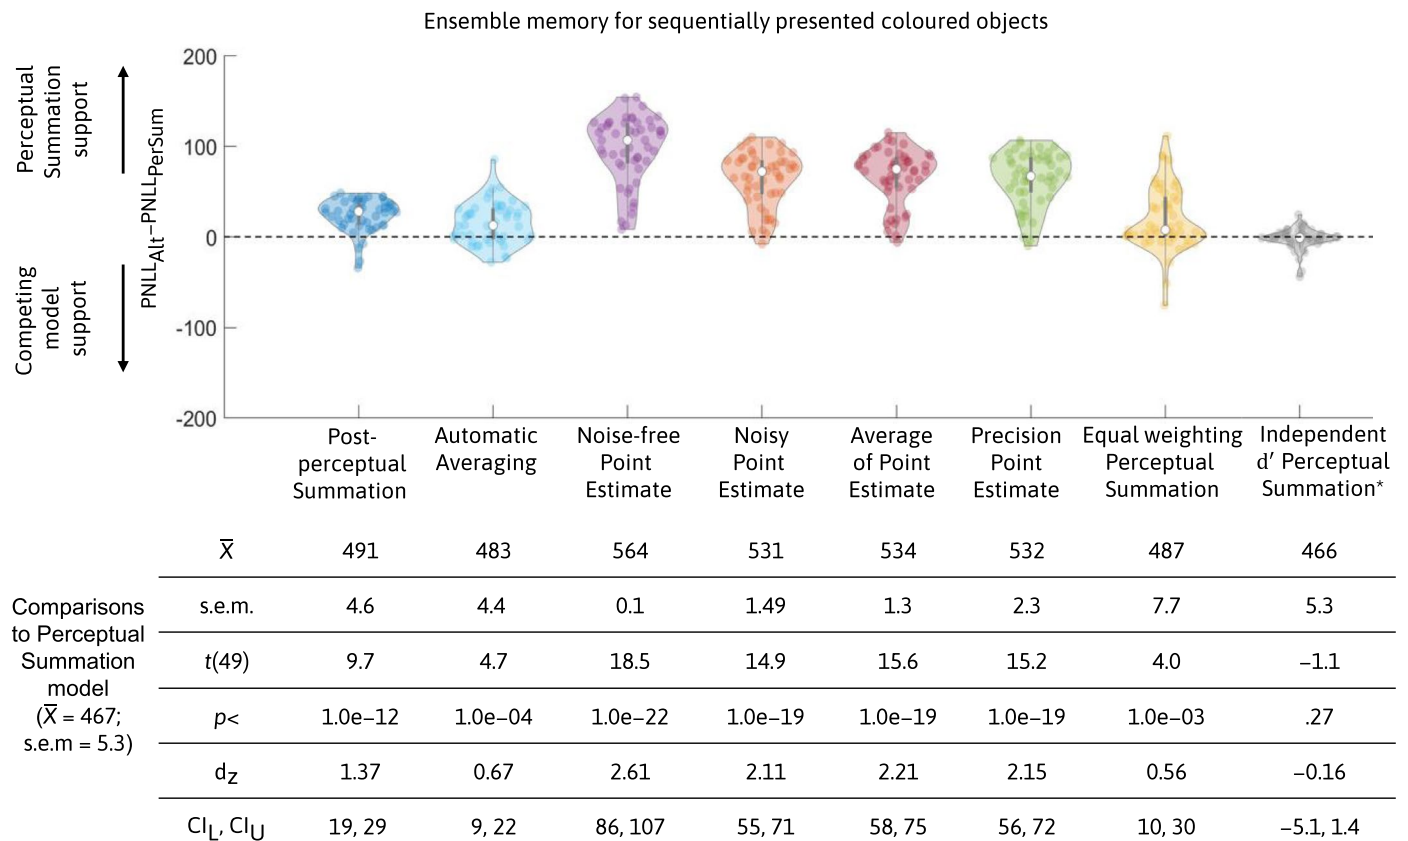 Ensemble memory for sequentially presented coloured objects
Perceptual
Summation
support
Competing
model
support
PNLLAlt−PNLLPerSum
200
100
0
-100
-200
Post-
perceptual
Summation
Automatic
Averaging
Noise-free
Point
Estimate
Noisy
Point
Estimate
Average
of Point
Estimate
Precision
Point
Estimate
Equal weighting
Perceptual
Summation
Independent
d′ Perceptual
Summation*
Comparisons
to Perceptual
Summation
model
(X̅ = 467;
s.e.m = 5.3)
X̅ 491 483 564 531 534 532 487 466
s.e.m. 4.6 4.4 0.1 1.49 1.3 2.3 7.7 5.3
t(49) 9.7 4.7 18.5 14.9 15.6 15.2 4.0 −1.1
p< 1.0e−12 1.0e−04 1.0e−22 1.0e−19 1.0e−19 1.0e−19 1.0e−03 .27
dz 1.37 0.67 2.61 2.11 2.21 2.15 0.56 −0.16
CIL, CIU 19, 29 9, 22 86, 107 55, 71 58, 75 56, 72 10, 30 −5.1, 1.4